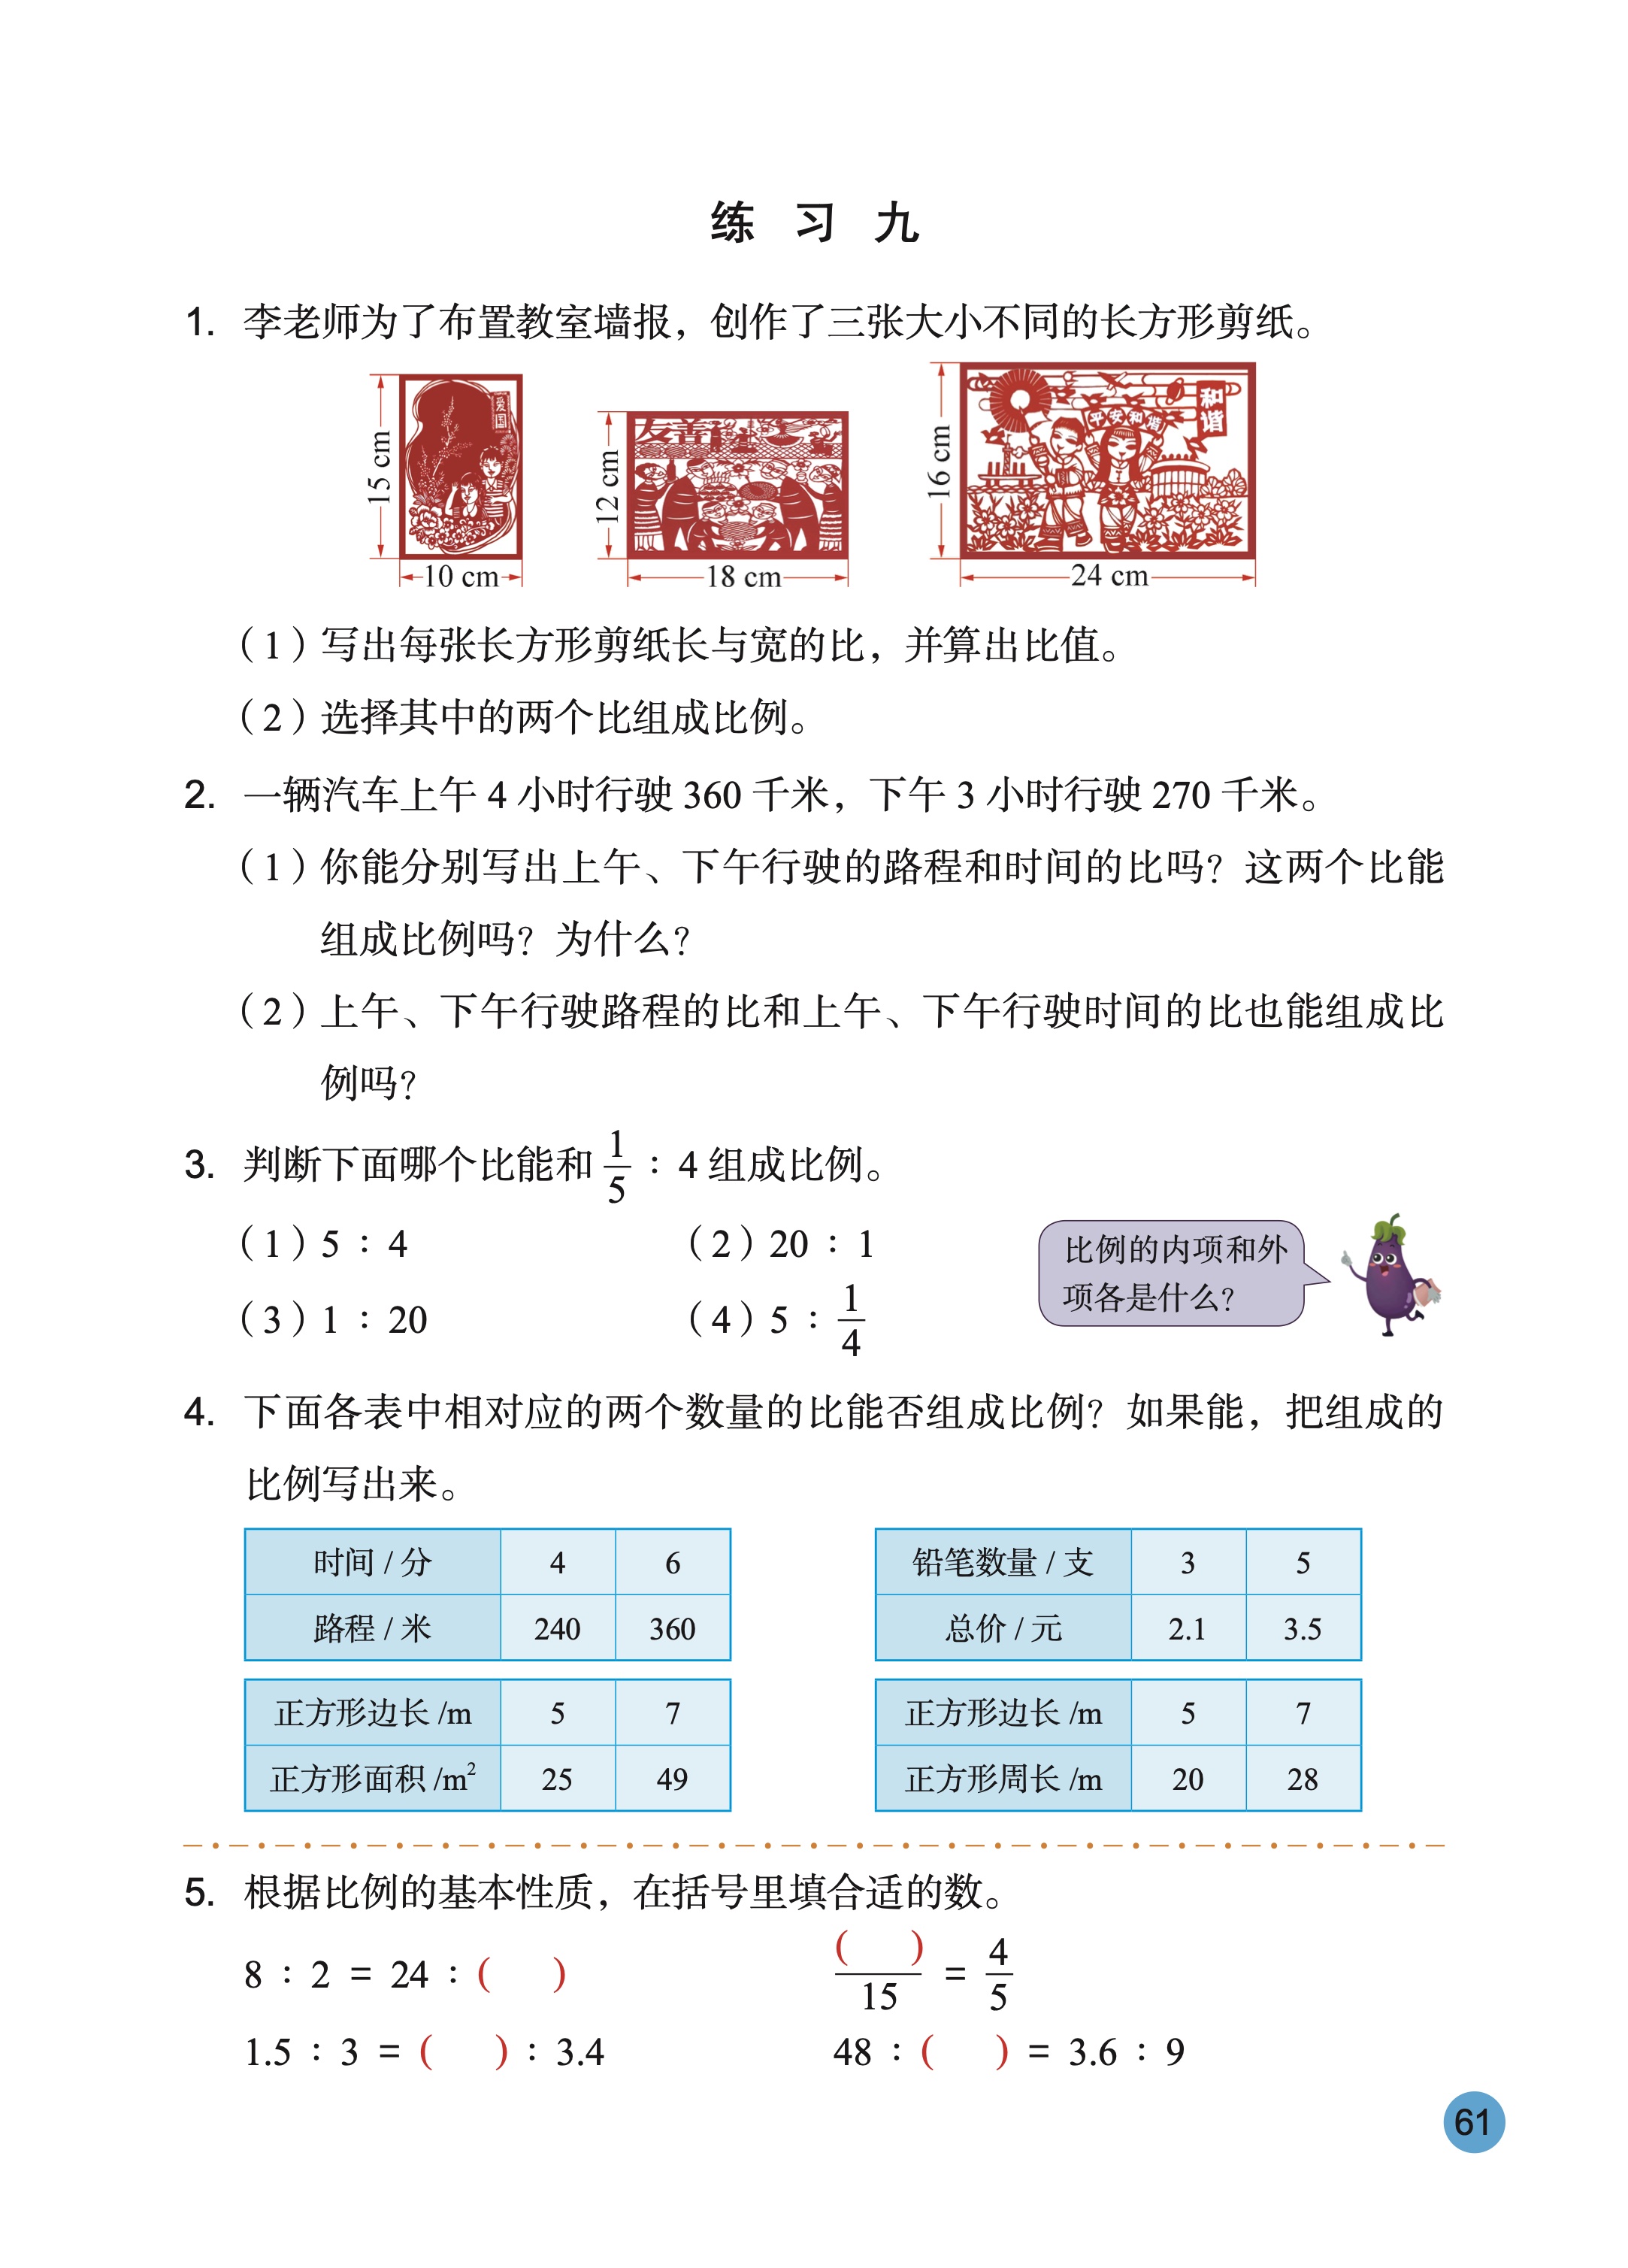 练 习 九
1. 李老师为了布置教室墙报，创作了三张大小不同的长方形剪纸。
爱国
15 cm
10 cm
友善
12 cm
18 cm
和谐
平安和谐
16 cm
24 cm
（1）写出每张长方形剪纸长与宽的比，并算出比值。
（2）选择其中的两个比组成比例。
2. 一辆汽车上午 4 小时行驶 360 千米，下午 3 小时行驶 270 千米。
（1）你能分别写出上午、下午行驶的路程和时间的比吗？这两个比能
组成比例吗？为什么？
（2）上午、下午行驶路程的比和上午、下午行驶时间的比也能组成比
例吗？
3. 判断下面哪个比能和 1/5 ∶ 4 组成比例。
（1）5 ∶ 4 （2）20 ∶ 1
（3）1 ∶ 20 （4）5 ∶ 1/4
比例的内项和外
项各是什么？
4. 下面各表中相对应的两个数量的比能否组成比例？如果能，把组成的
比例写出来。
时间 / 分 4 6
路程 / 米 240 360
铅笔数量 / 支 3 5
总价 / 元 2.1 3.5
正方形边长 /m 5 7
正方形面积 /m² 25 49
正方形边长 /m 5 7
正方形周长 /m 20 28
5. 根据比例的基本性质，在括号里填合适的数。
8 ∶ 2 = 24 ∶ (  ) (  )/15 = 4/5
1.5 ∶ 3 = (  ) ∶ 3.4 48 ∶ (  ) = 3.6 ∶ 9
61